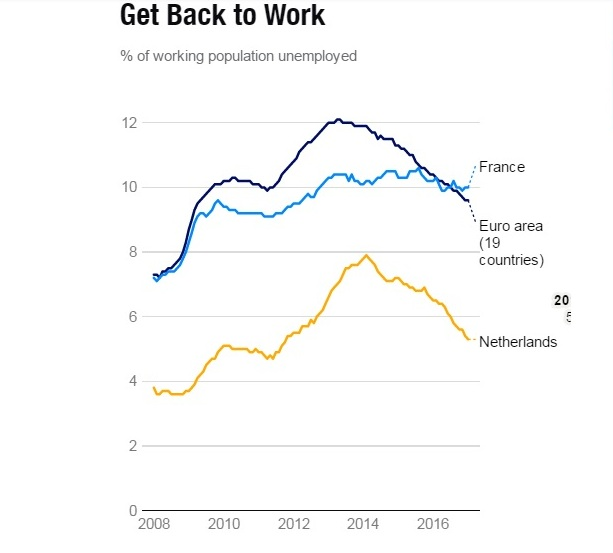 Get Back to Work
% of working population unemployed
12
10
8
6
4
2
0
2008
2010
2012
2014
2016
France
Euro area
(19
countries)
Netherlands
20